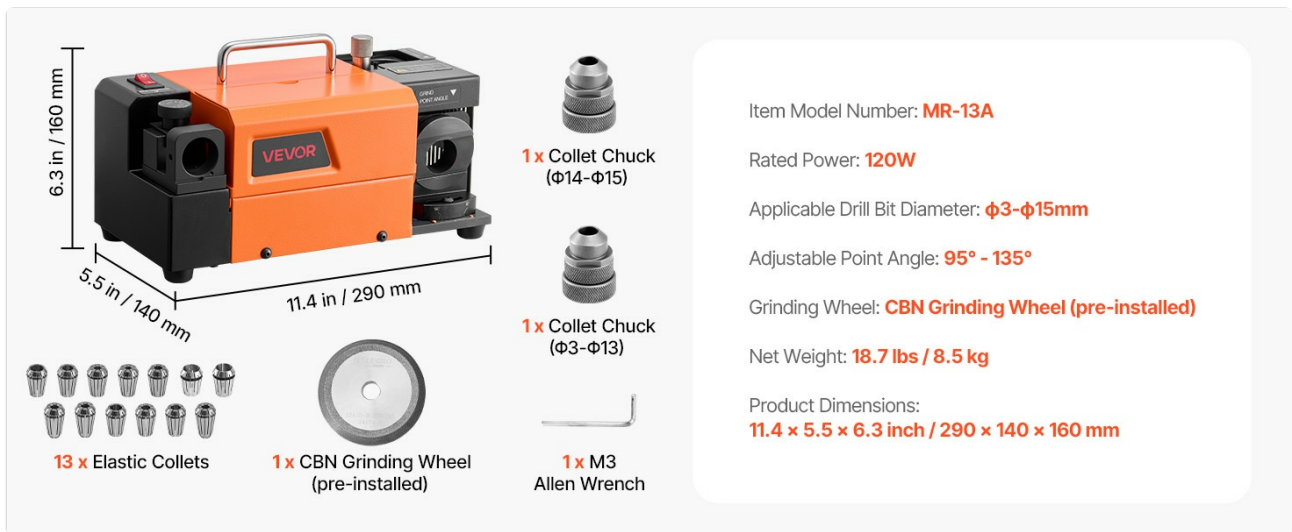 6.3 in / 160 mm
5.5 in / 140 mm
11.4 in / 290 mm
VEVOR
GRIND
POINT ANGLE ▼
1 x Collet Chuck
(Φ14-Φ15)
1 x Collet Chuck
(Φ3-Φ13)
13 x Elastic Collets
1 x CBN Grinding Wheel
(pre-installed)
1 x M3
Allen Wrench
Item Model Number: MR-13A
Rated Power: 120W
Applicable Drill Bit Diameter: ф3-ф15mm
Adjustable Point Angle: 95° - 135°
Grinding Wheel: CBN Grinding Wheel (pre-installed)
Net Weight: 18.7 lbs / 8.5 kg
Product Dimensions:
11.4 × 5.5 × 6.3 inch / 290 × 140 × 160 mm